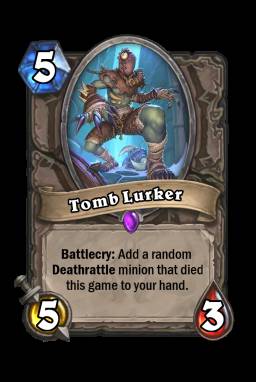 5
Tomb Lurker
Battlecry: Add a random
Deathrattle minion that died
this game to your hand.
5
3